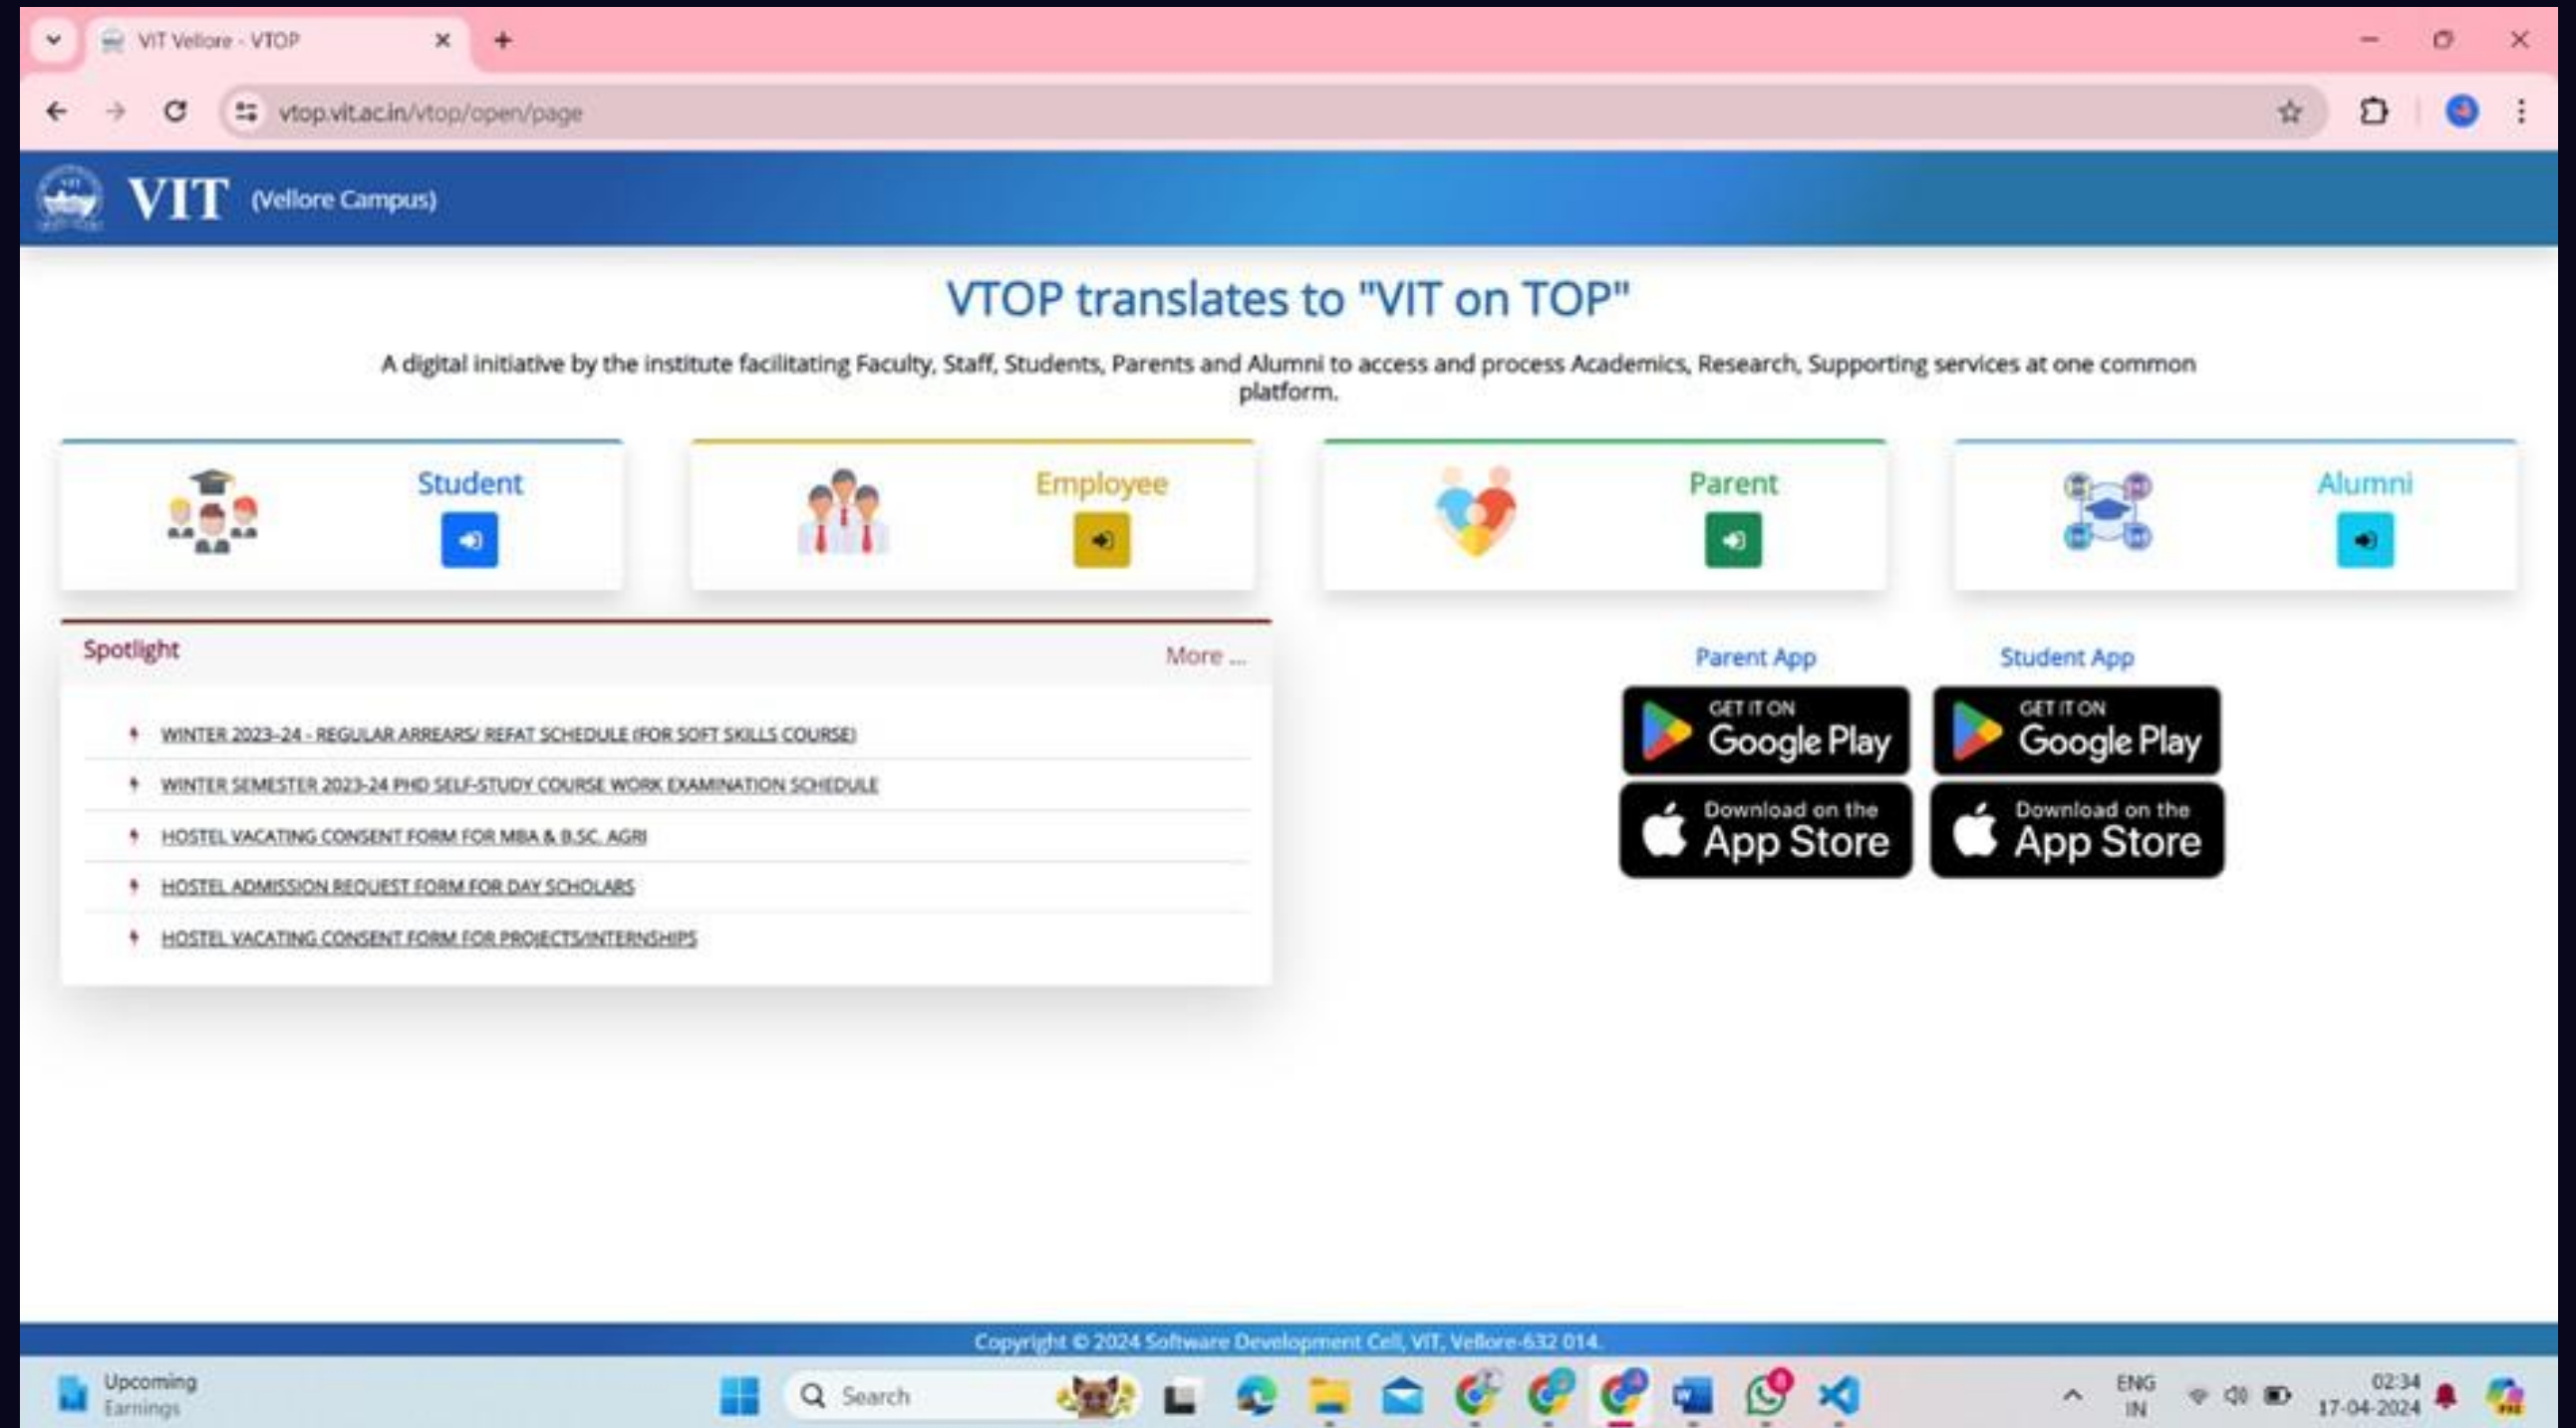 VIT Vellore - VTOP
vtop.vit.ac.in/vtop/open/page
VIT (Vellore Campus)
VTOP translates to "VIT on TOP"
A digital initiative by the institute facilitating Faculty, Staff, Students, Parents and Alumni to access and process Academics, Research, Supporting services at one common
platform.
Student
Employee
Parent
Alumni
Spotlight
More ...
WINTER 2023-24 - REGULAR ARREARS/ REFAT SCHEDULE (FOR SOFT SKILLS COURSE)
WINTER SEMESTER 2023-24 PHD SELF-STUDY COURSE WORK EXAMINATION SCHEDULE
HOSTEL VACATING CONSENT FORM FOR MBA & B.SC. AGRI
HOSTEL ADMISSION REQUEST FORM FOR DAY SCHOLARS
HOSTEL VACATING CONSENT FORM FOR PROJECTS/INTERNSHIPS
Parent App
Student App
GET IT ON
Google Play
GET IT ON
Google Play
Download on the
App Store
Download on the
App Store
Copyright © 2024 Software Development Cell, VIT, Vellore-632 014.
Upcoming
Earnings
Search
ENG
IN
02:34
17-04-2024